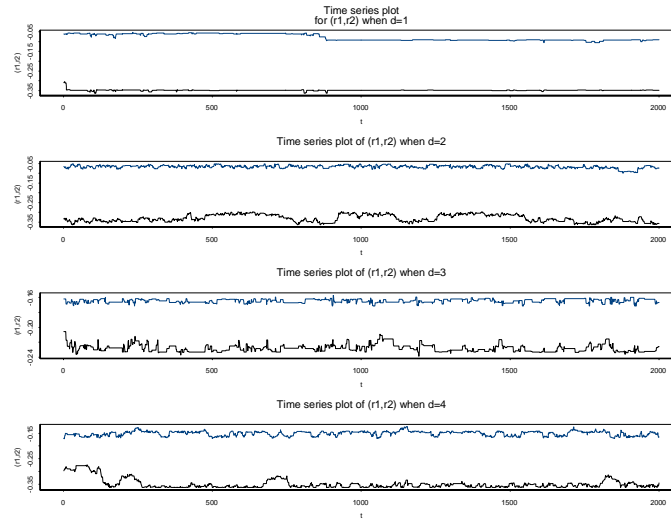 Time series plot
for (r1,r2) when d=1
-0.05
-0.15
-0.25
-0.35
(r1,r2)
0
500
1000
1500
2000
t
Time series plot of (r1,r2) when d=2
-0.05
-0.15
-0.25
-0.35
(r1,r2)
0
500
1000
1500
2000
t
Time series plot of (r1,r2) when d=3
-0.16
-0.20
-0.24
(r1,r2)
0
500
1000
1500
2000
t
Time series plot of (r1,r2) when d=4
-0.15
-0.25
-0.35
(r1,r2)
0
500
1000
1500
2000
t